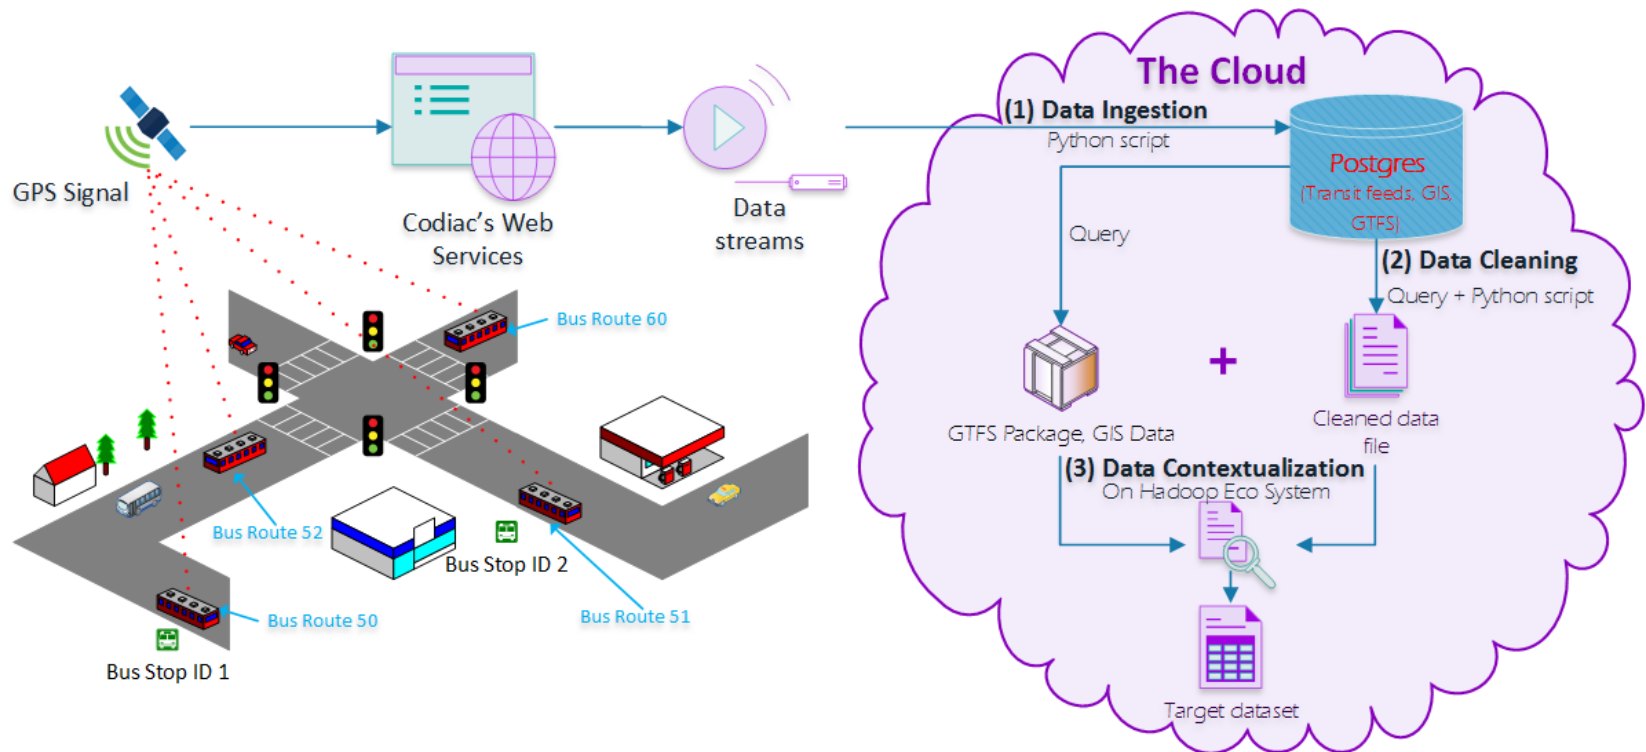 The Cloud
(1) Data Ingestion
Python script
GPS Signal
Codiac's Web
Services
Data
streams
Postgres
(Transit feeds, GIS,
GTFS)
Query
(2) Data Cleaning
Query + Python script
Bus Route 60
+
Cleaned data
file
GTFS Package, GIS Data
(3) Data Contextualization
On Hadoop Eco System
Bus Route 52
Bus Stop ID 2
Bus Route 51
Bus Route 50
Bus Stop ID 1
Target dataset